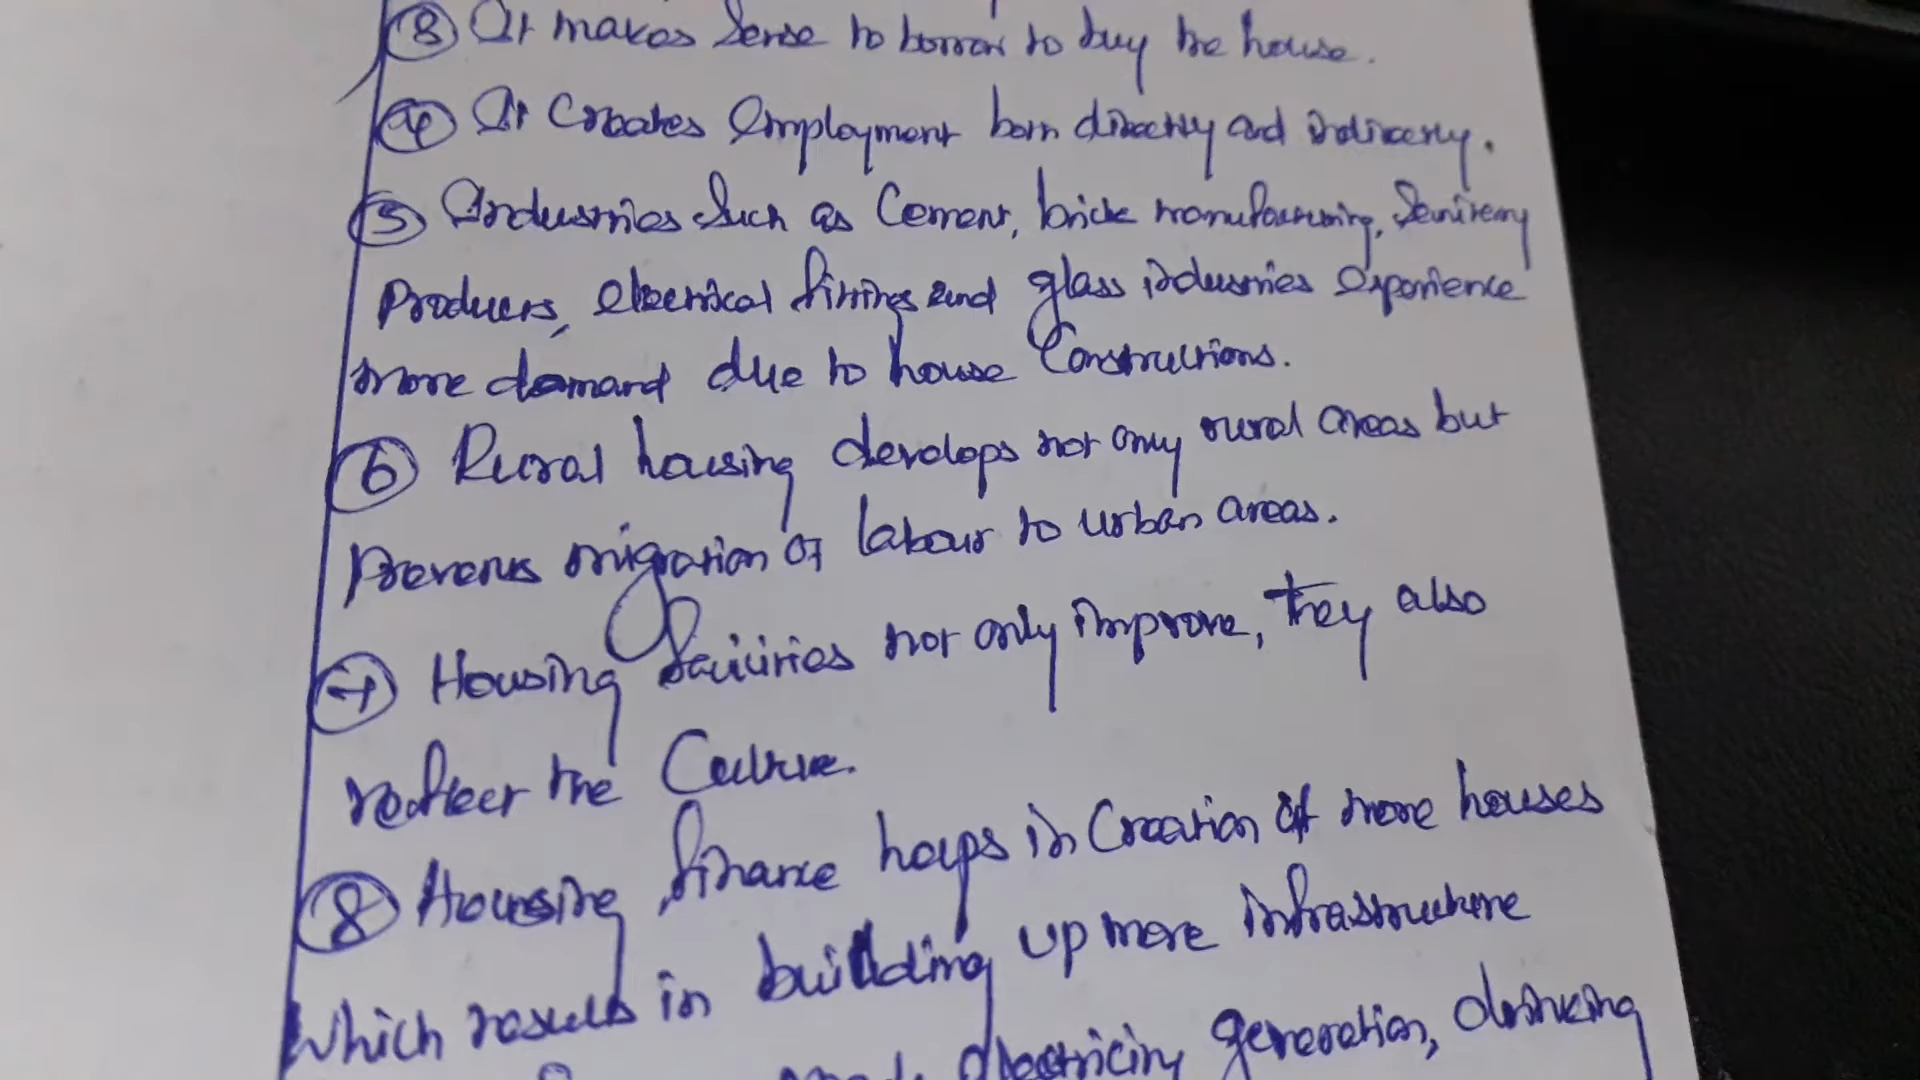 ③ It makes sense to borrow to buy the house.
④ It creates employment both directly and indirectly.
⑤ Industries such as Cement, brick manufacturing, Sanitary
Producers, electrical fittings and glass industries experience
more demand due to house Constructions.
⑥ Rural housing develops not only rural areas but
prevents migration of labour to urban areas.
⑦ Housing facilities not only improve, they also
reflect the Culture.
⑧ Housing finance helps in Creation of more houses
Which results in building up more infrastructure
electricity generation, drinking